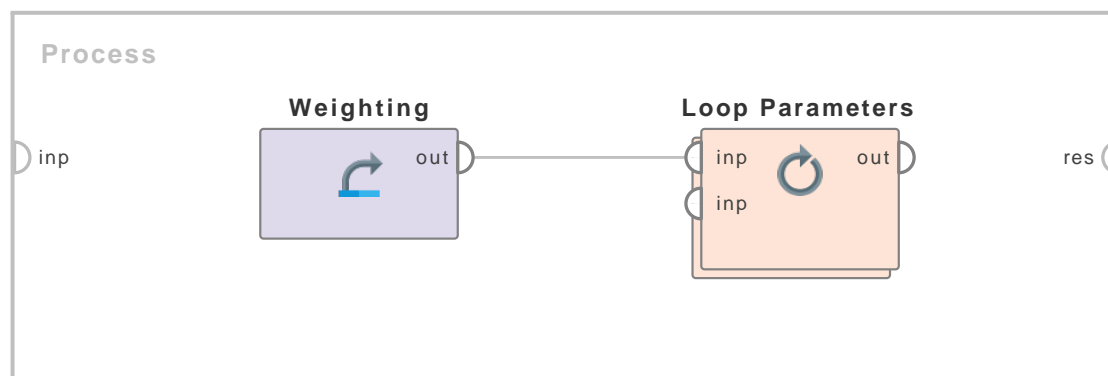 Process
Weighting
Loop Parameters
inp
out
inp
out
res
inp